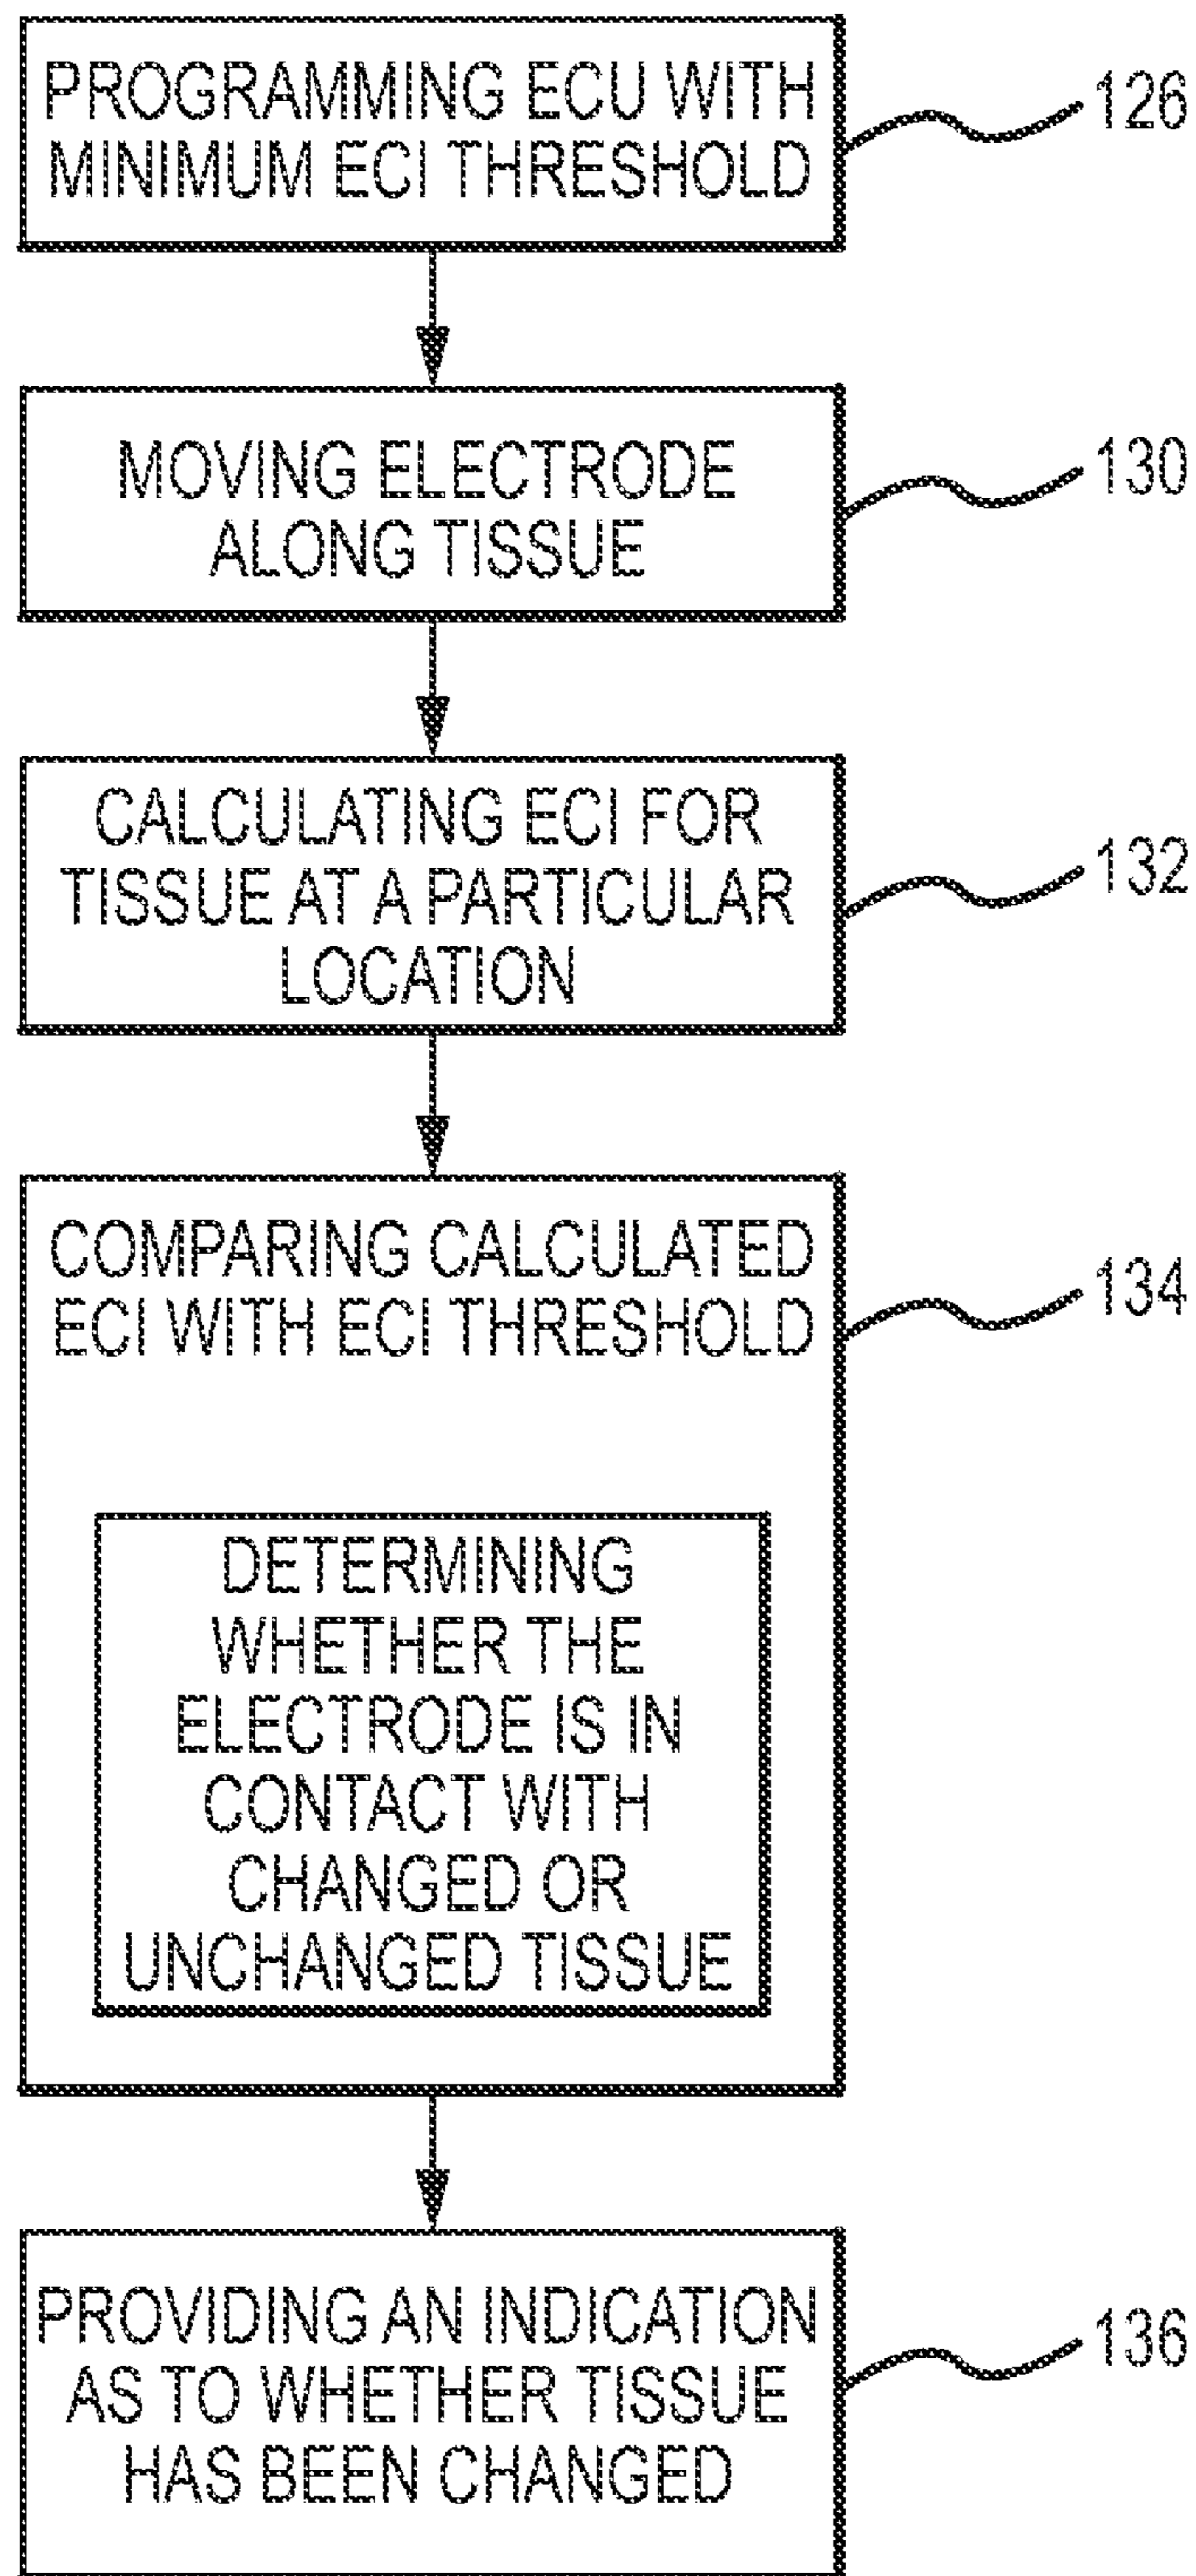 PROGRAMMING ECU WITH
MINIMUM ECI THRESHOLD
126
MOVING ELECTRODE
ALONG TISSUE
130
CALCULATING ECI FOR
TISSUE AT A PARTICULAR
LOCATION
132
COMPARING CALCULATED
ECI WITH ECI THRESHOLD
134
DETERMINING
WHETHER THE
ELECTRODE IS IN
CONTACT WITH
CHANGED OR
UNCHANGED TISSUE
PROVIDING AN INDICATION
AS TO WHETHER TISSUE
HAS BEEN CHANGED
136